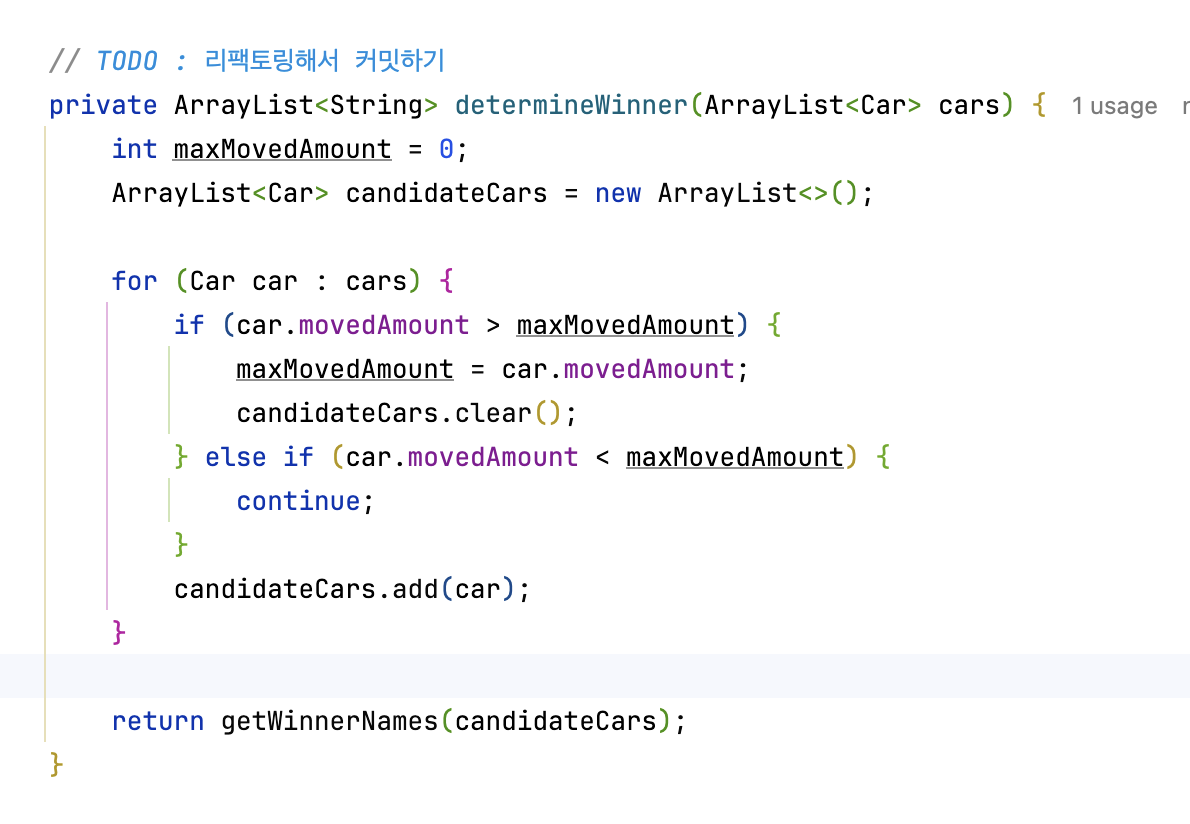 // TODO : 리팩토링해서 커밋하기
private ArrayList<String> determineWinner(ArrayList<Car> cars) { 1 usage
int maxMovedAmount = 0;
ArrayList<Car> candidateCars = new ArrayList<>();
for (Car car : cars) {
if (car.movedAmount > maxMovedAmount) {
maxMovedAmount = car.movedAmount;
candidateCars.clear();
} else if (car.movedAmount < maxMovedAmount) {
continue;
}
candidateCars.add(car);
}
return getWinnerNames(candidateCars);
}